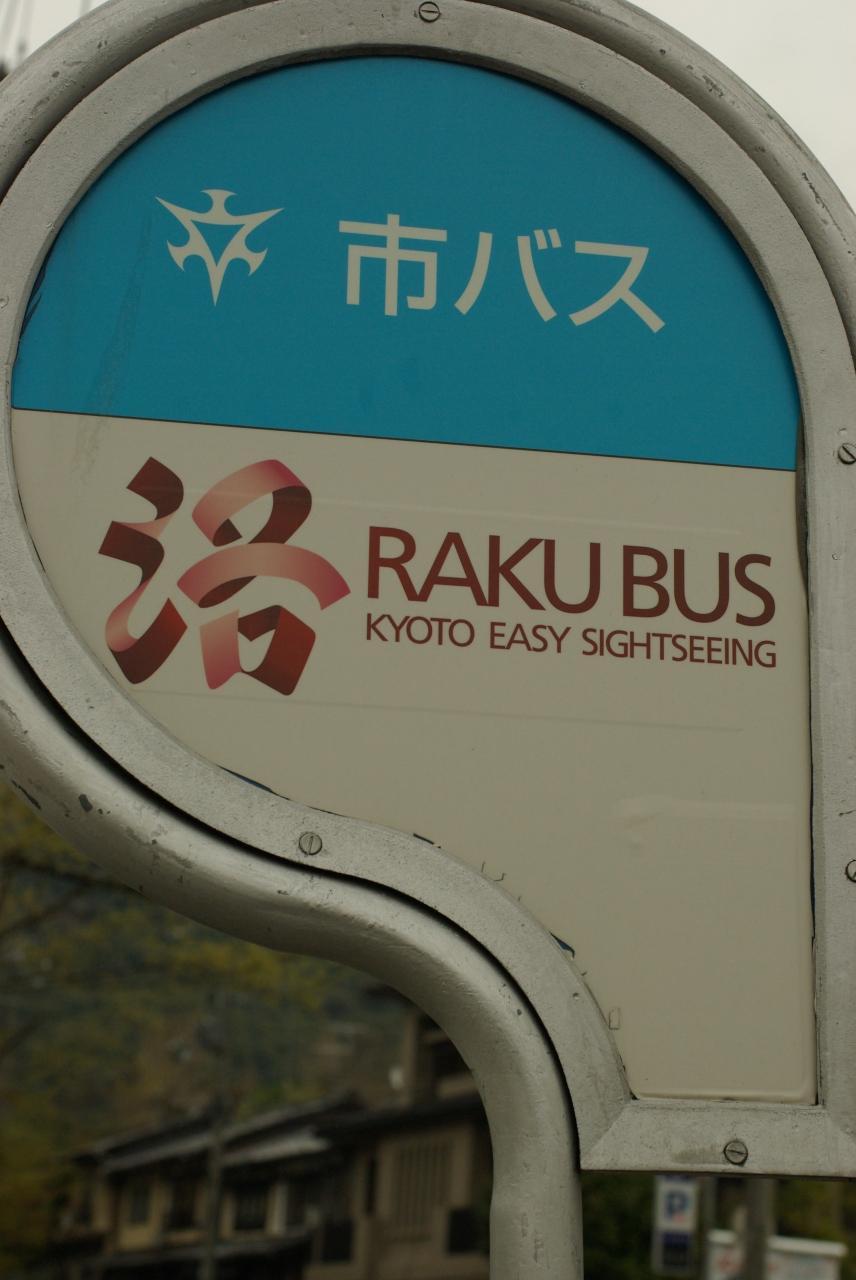 市バス
洛 RAKU BUS
KYOTO EASY SIGHTSEEING
P